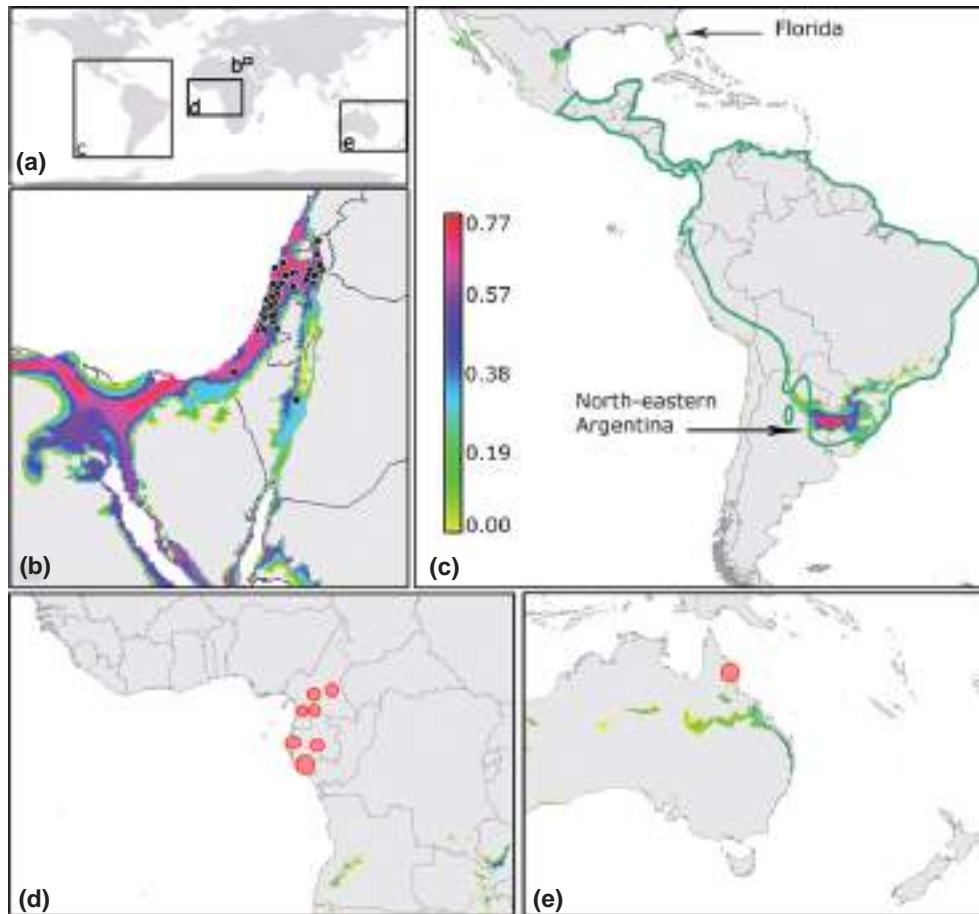 b
d
c
e
(a)
Florida
0.77
0.57
0.38
0.19
0.00
North-eastern
Argentina
(b)
(c)
(d)
(e)